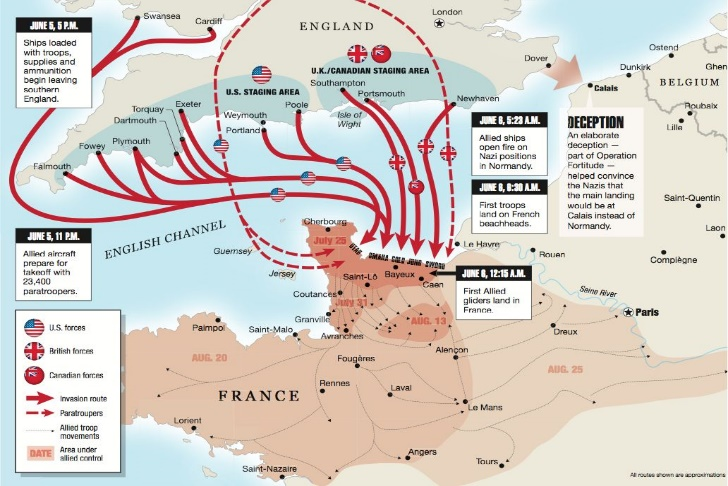 Swansea
Cardiff
ENGLAND
London
JUNE 5, 5 P.M.
Ships loaded
with troops,
supplies and
ammunition
begin leaving
southern
England.
U.S. STAGING AREA
U.K./CANADIAN STAGING AREA
Southampton
Portsmouth
Dover
Ostend
Dunkirk
Calais
Ghen
BELGIUM
Roubaix
Lille
Newhaven
Isle of
Wight
Poole
Weymouth
Portland
Exeter
Torquay
Dartmouth
Plymouth
Fowey
Falmouth
DECEPTION
An elaborate
deception —
part of Operation
Fortitude —
helped convince
the Nazis that
the main landing
would be at
Calais instead of
Normandy.
JUNE 6, 5:23 A.M.
Allied ships
open fire on
Nazi positions
in Normandy.
JUNE 6, 6:30 A.M.
First troops
land on French
beachheads.
Saint-Quentin
Laon
Compiègne
JUNE 5, 11 P.M.
Allied aircraft
prepare for
takeoff with
23,400
paratroopers.
ENGLISH CHANNEL
Guernsey
Jersey
Cherbourg
July 25
UTAH
OMAHA GOLD JUNO SWORD
Le Havre
Rouen
Saint-Lô
Bayeux
Caen
JUNE 6, 12:15 A.M.
First Allied
gliders land in
France.
Seine River
Paris
Coutances
July 31
Granville
Avranches
AUG. 13
Dreux
Paimpol
Saint-Malo
AUG. 20
Fougères
Alençon
AUG. 25
FRANCE
Rennes
Laval
Le Mans
Lorient
Angers
Tours
Saint-Nazaire
U.S. forces
British forces
Canadian forces
Invasion route
Paratroopers
Allied troop
movements
DATE
Area under
allied control
All routes shown are approximations